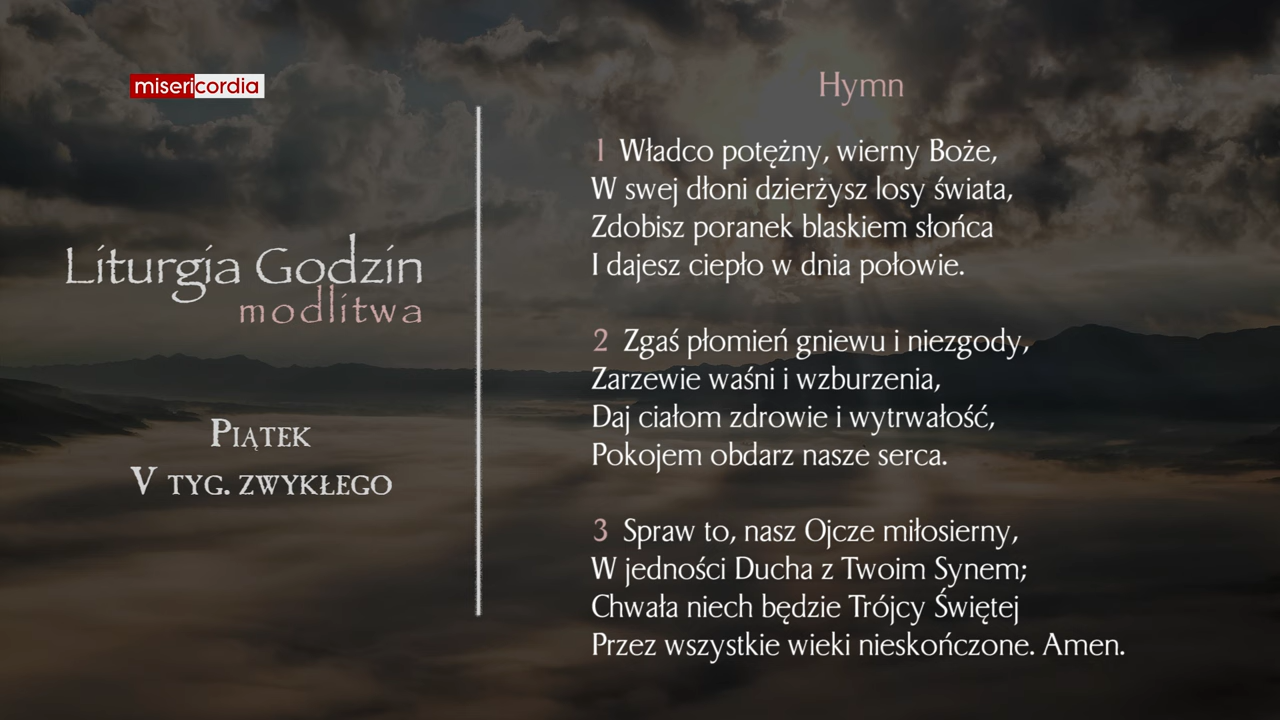 misericordia
Liturgia Godzin
modlitwa
Piątek
V tyg. zwykłego
Hymn
1 Władco potężny, wierny Boże,
W swej dłoni dzierżysz losy świata,
Zdobisz poranek blaskiem słońca
I dajesz ciepło w dnia połowie.
2 Zgaś płomień gniewu i niezgody,
Zarzewie waśni i wzburzenia,
Daj ciałom zdrowie i wytrwałość,
Pokojem obdarz nasze serca.
3 Spraw to, nasz Ojcze miłosierny,
W jedności Ducha z Twoim Synem;
Chwała niech będzie Trójcy Świętej
Przez wszystkie wieki nieskończone. Amen.